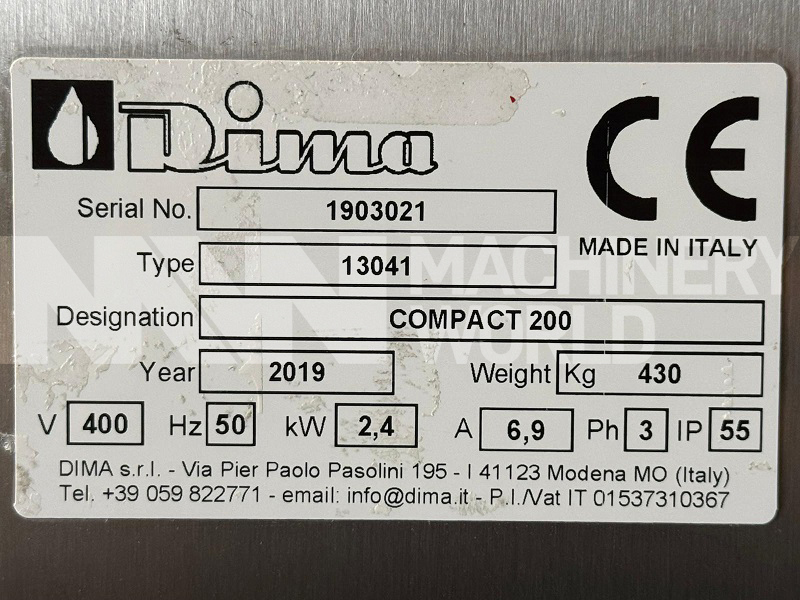 Dima
CE
Serial No. 1903021
MADE IN ITALY
Type 13041
MW MACHINERY WORLD
Designation COMPACT 200
Year 2019 Weight Kg 430
V 400 Hz 50 kW 2,4 A 6,9 Ph 3 IP 55
DIMA s.r.l. - Via Pier Paolo Pasolini 195 - I 41123 Modena MO (Italy)
Tel. +39 059 822771 - email: info@dima.it - P.I./Vat IT 01537310367